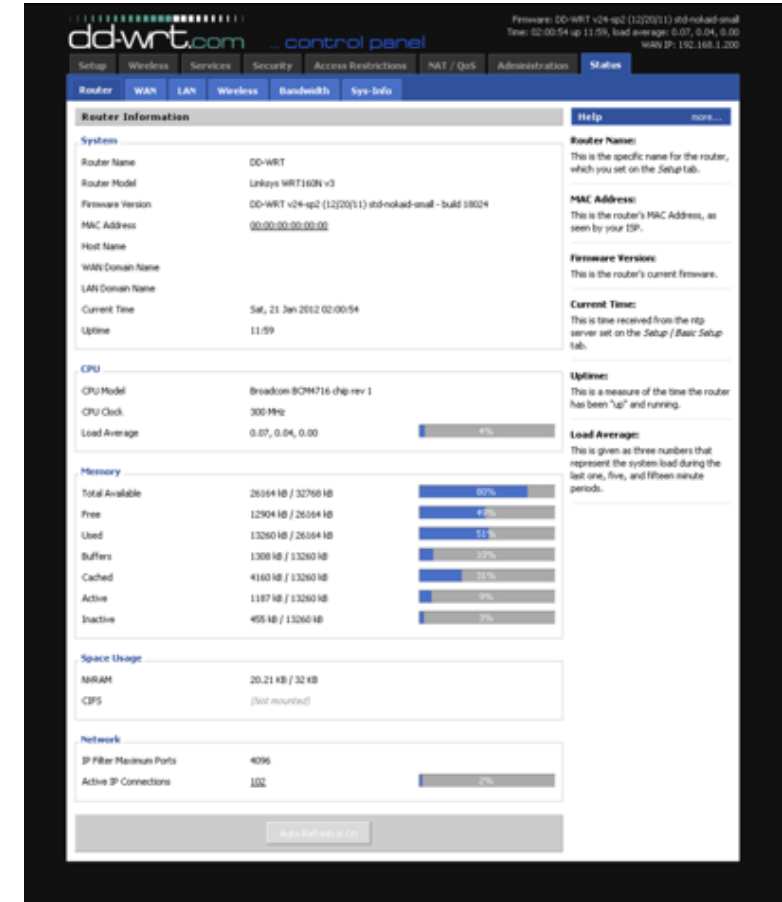 Firmware: DD-WRT v24-sp2 (12/20/11) std-nokaid-small
Time: 02:00:54 up 11:59, load average: 0.07, 0.04, 0.00
WAN IP: 192.168.1.200
dd-wrt.com ... control panel
Setup Wireless Services Security Access Restrictions NAT / QoS Administration Status
Router WAN LAN Wireless Bandwidth Sys-Info
Router Information
System
Router Name DD-WRT
Router Model Linksys WRT160N v3
Firmware Version DD-WRT v24-sp2 (12/20/11) std-nokaid-small - build 18024
MAC Address 00:00:00:00:00:00
Host Name
WAN Domain Name
LAN Domain Name
Current Time Sat, 21 Jan 2012 02:00:54
Uptime 11:59
CPU
CPU Model Broadcom BCM4716 chip rev 1
CPU Clock 300 MHz
Load Average 0.07, 0.04, 0.00 4%
Memory
Total Available 26164 kB / 32768 kB 80%
Free 12904 kB / 26164 kB 49%
Used 13260 kB / 26164 kB 51%
Buffers 1308 kB / 13260 kB 10%
Cached 4160 kB / 13260 kB 31%
Active 1187 kB / 13260 kB 9%
Inactive 455 kB / 13260 kB 3%
Space Usage
NVRAM 20.21 KB / 32 KB
CIFS (Not mounted)
Network
IP Filter Maximum Ports 4096
Active IP Connections 102 2%
Auto-Refresh is On
Help more...
Router Name:
This is the specific name for the router,
which you set on the Setup tab.
MAC Address:
This is the router's MAC Address, as
seen by your ISP.
Firmware Version:
This is the router's current firmware.
Current Time:
This is time received from the ntp
server set on the Setup / Basic Setup
tab.
Uptime:
This is a measure of the time the router
has been "up" and running.
Load Average:
This is given as three numbers that
represent the system load during the
last one, five, and fifteen minute
periods.